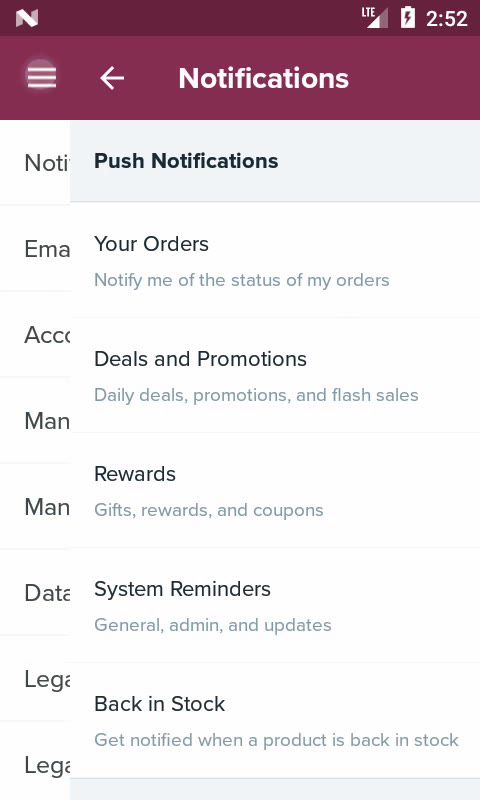 LTE 2:52
Notifications
Push Notifications
Your Orders
Notify me of the status of my orders
Deals and Promotions
Daily deals, promotions, and flash sales
Rewards
Gifts, rewards, and coupons
System Reminders
General, admin, and updates
Back in Stock
Get notified when a product is back in stock
Noti
Ema
Acco
Man
Man
Data
Lega
Lega